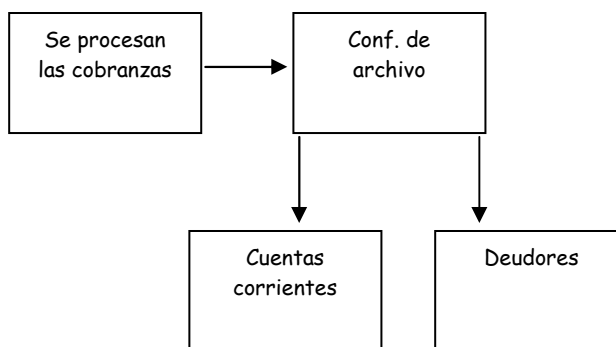 Se procesan
las cobranzas
Conf. de
archivo
Cuentas
corrientes
Deudores